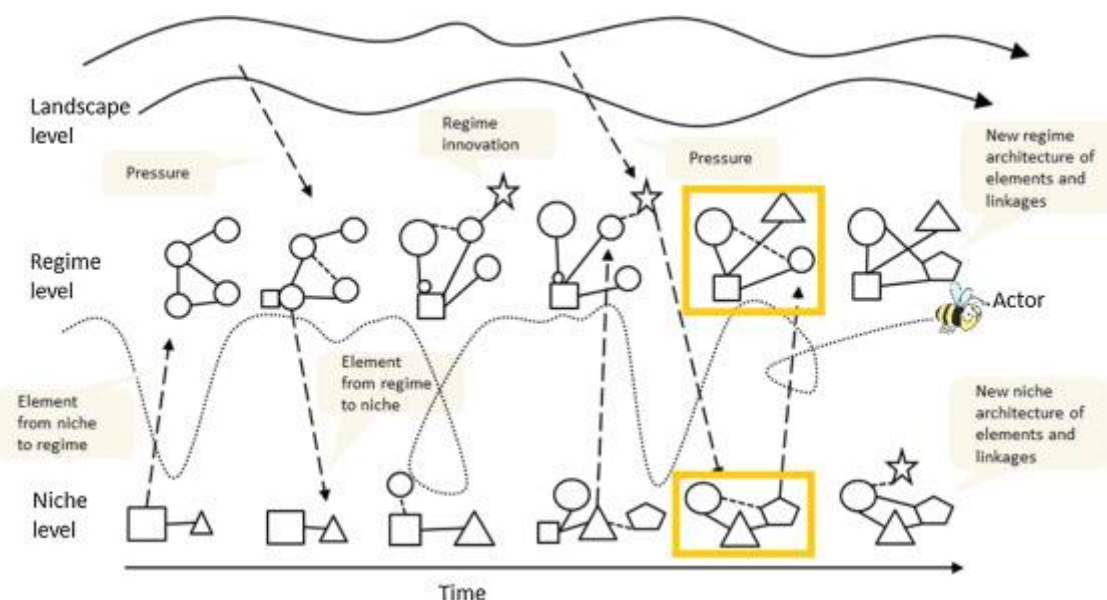 Landscape
level
Pressure
Regime
innovation
Pressure
New regime
architecture of
elements and
linkages
Regime
level
Actor
Element
from niche
to regime
Element
from regime
to niche
New niche
architecture of
elements and
linkages
Niche
level
Time